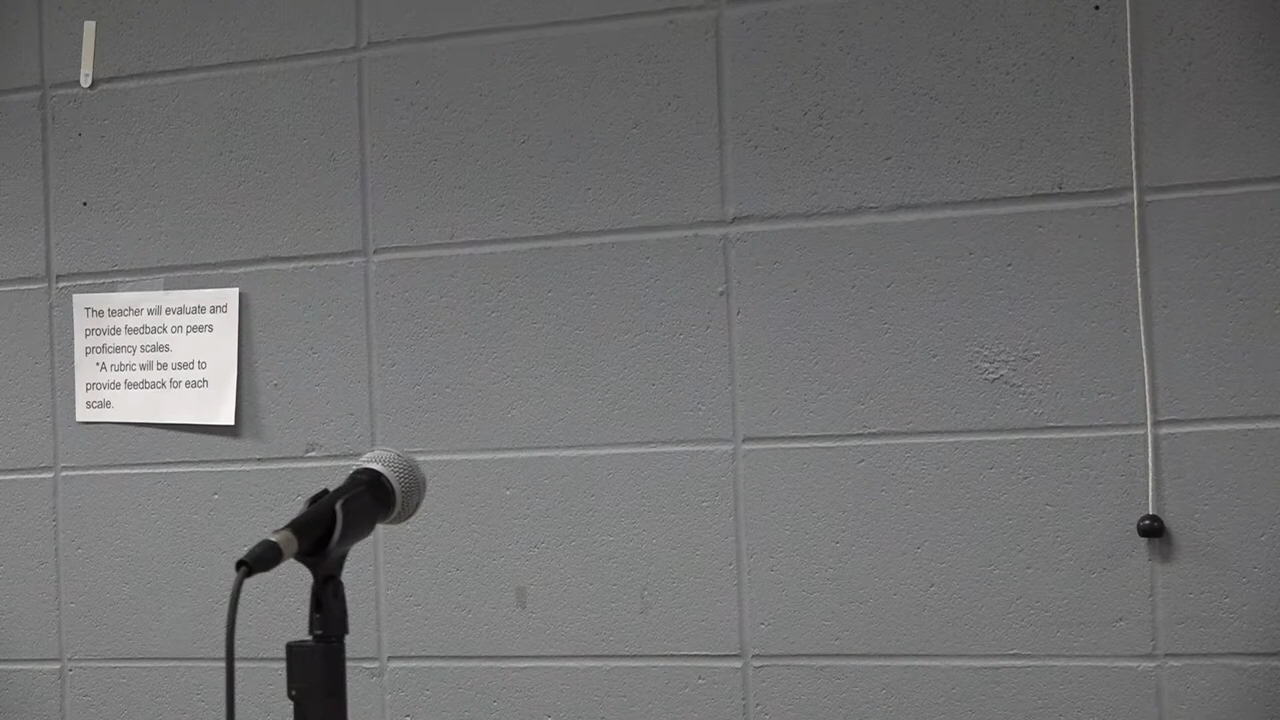 The teacher will evaluate and
provide feedback on peers
proficiency scales.
*A rubric will be used to
provide feedback for each
scale.